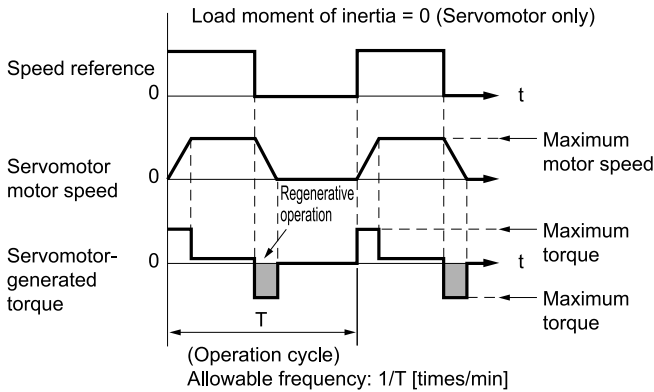 Load moment of inertia = 0 (Servomotor only)
Speed reference
0
t
Maximum
motor speed
Servomotor
motor speed
0
Regenerative
operation
Maximum
torque
Servomotor-
generated
torque
0
t
Maximum
torque
T
(Operation cycle)
Allowable frequency: 1/T [times/min]